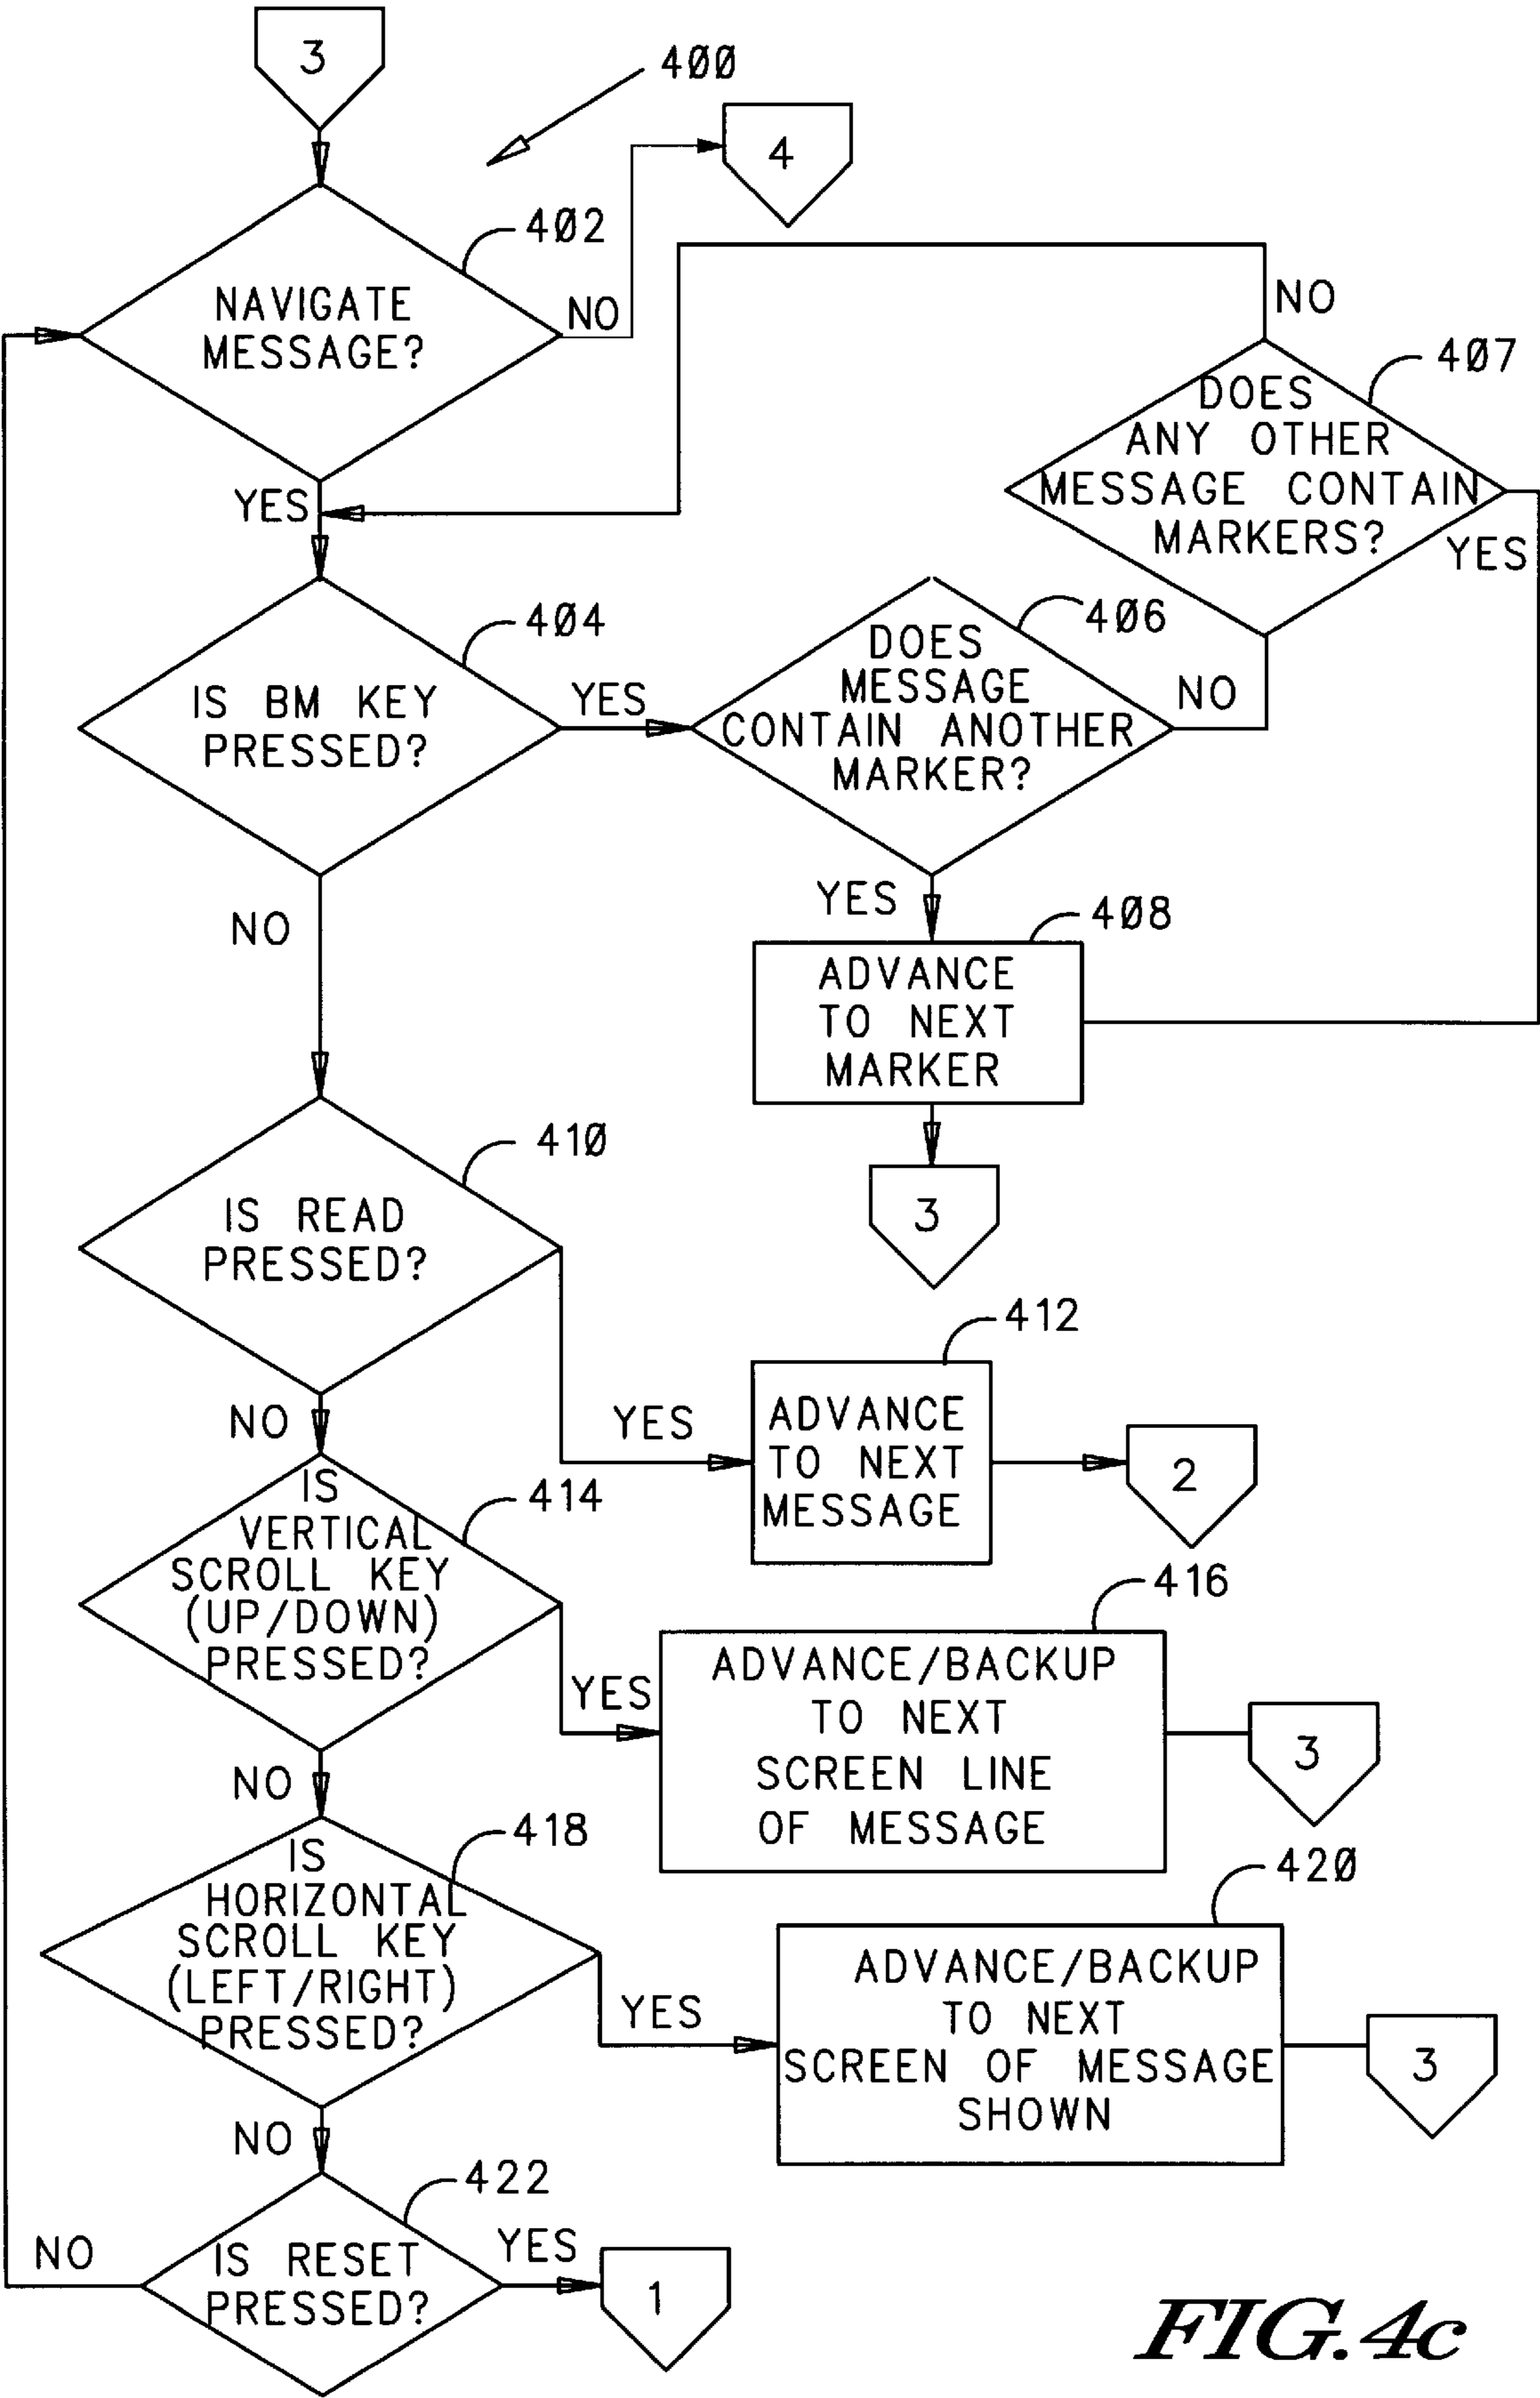 3
400
4
402
NAVIGATE
MESSAGE?
NO
YES
NO
407
DOES
ANY OTHER
MESSAGE CONTAIN
MARKERS?
YES
404
IS BM KEY
PRESSED?
YES
406
DOES
MESSAGE
CONTAIN ANOTHER
MARKER?
NO
YES
408
ADVANCE
TO NEXT
MARKER
3
NO
410
IS READ
PRESSED?
YES
412
ADVANCE
TO NEXT
MESSAGE
2
NO
414
IS
VERTICAL
SCROLL KEY
(UP/DOWN)
PRESSED?
YES
416
ADVANCE/BACKUP
TO NEXT
SCREEN LINE
OF MESSAGE
3
NO
418
IS
HORIZONTAL
SCROLL KEY
(LEFT/RIGHT)
PRESSED?
YES
420
ADVANCE/BACKUP
TO NEXT
SCREEN OF MESSAGE
SHOWN
3
NO
422
IS RESET
PRESSED?
NO
YES
1
FIG.4c